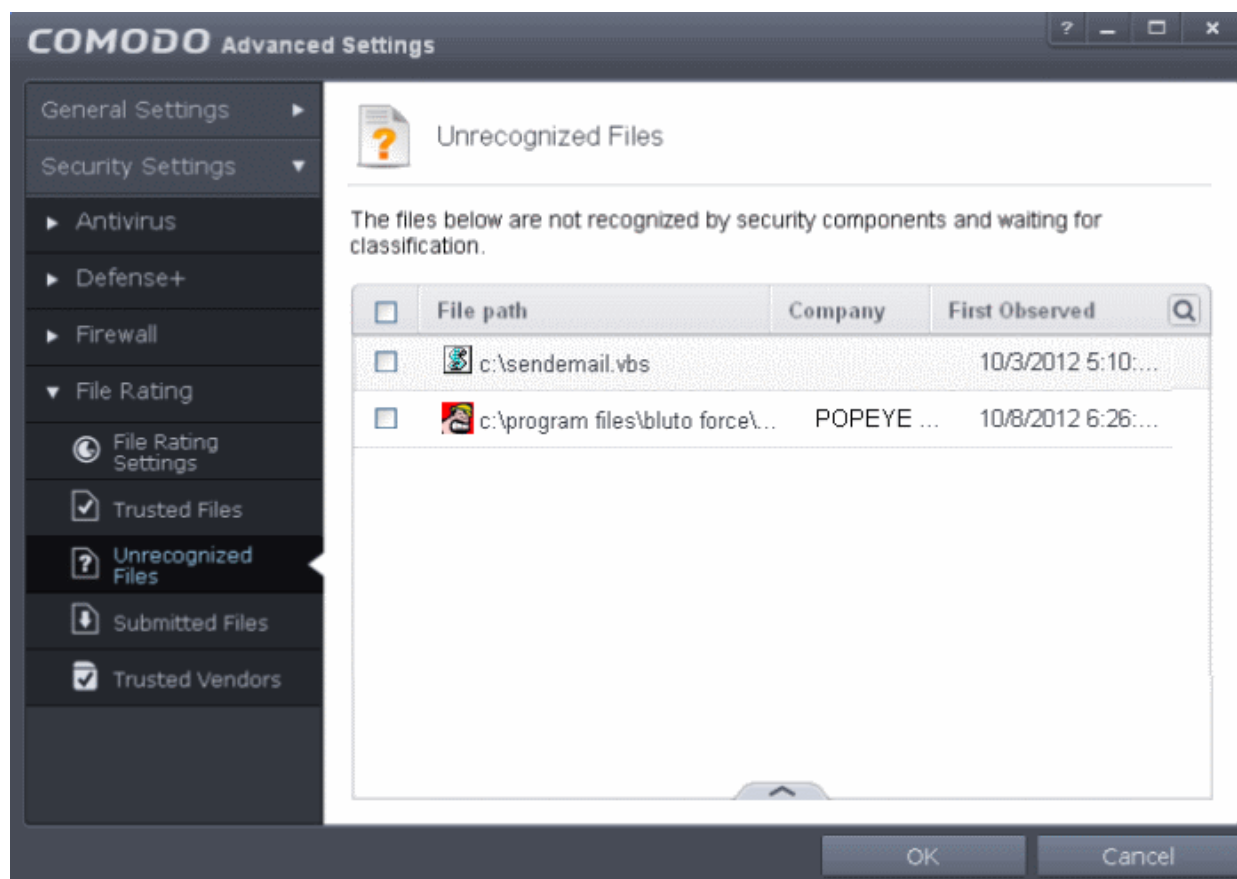 COMODO Advanced Settings
?
General Settings
Security Settings
Antivirus
Defense+
Firewall
File Rating
File Rating
Settings
Trusted Files
Unrecognized
Files
Submitted Files
Trusted Vendors
Unrecognized Files
The files below are not recognized by security components and waiting for
classification.
File path Company First Observed
c:\sendemail.vbs 10/3/2012 5:10:...
c:\program files\bluto force\... POPEYE ... 10/8/2012 6:26:...
OK Cancel